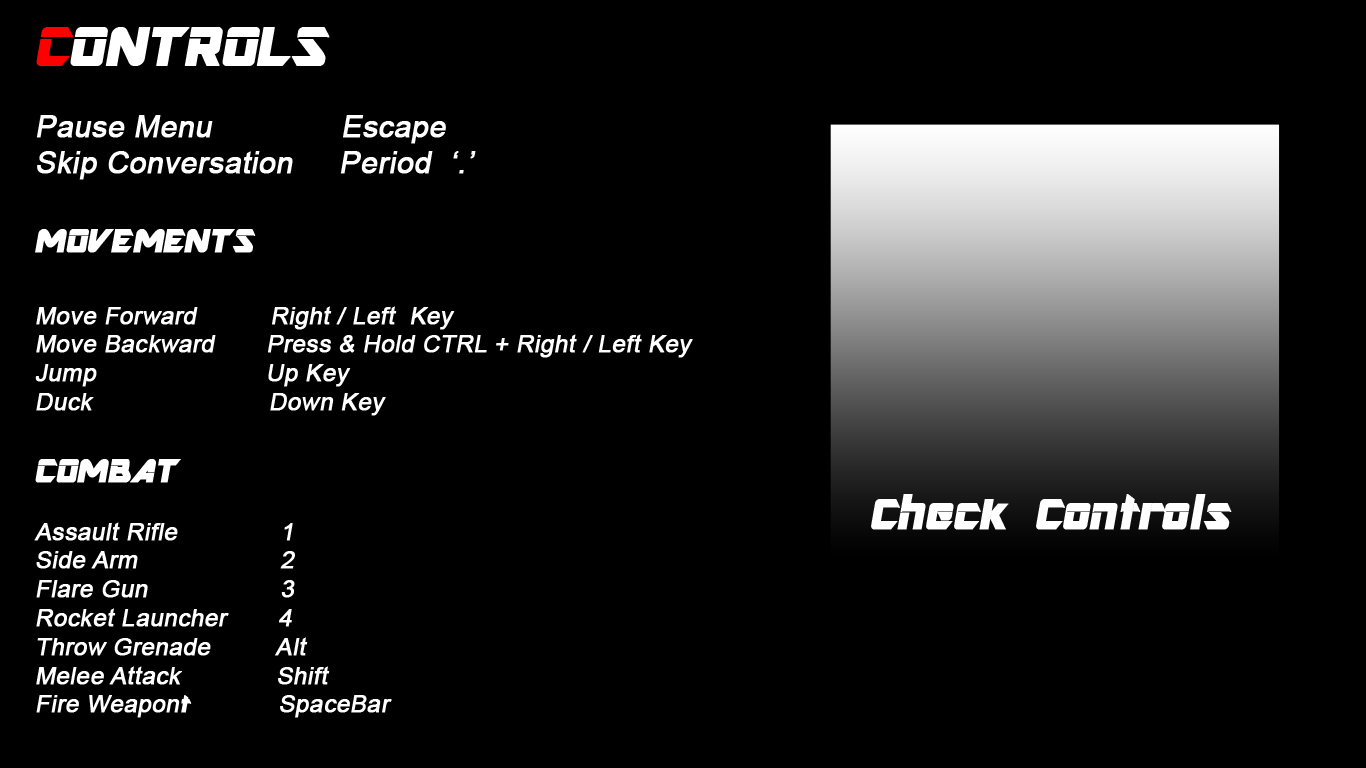 CONTROLS
Pause Menu Escape
Skip Conversation Period ‘.’
MOVEMENTS
Move Forward Right / Left Key
Move Backward Press & Hold CTRL + Right / Left Key
Jump Up Key
Duck Down Key
COMBAT
Assault Rifle 1
Side Arm 2
Flare Gun 3
Rocket Launcher 4
Throw Grenade Alt
Melee Attack Shift
Fire Weapont SpaceBar
Check Controls